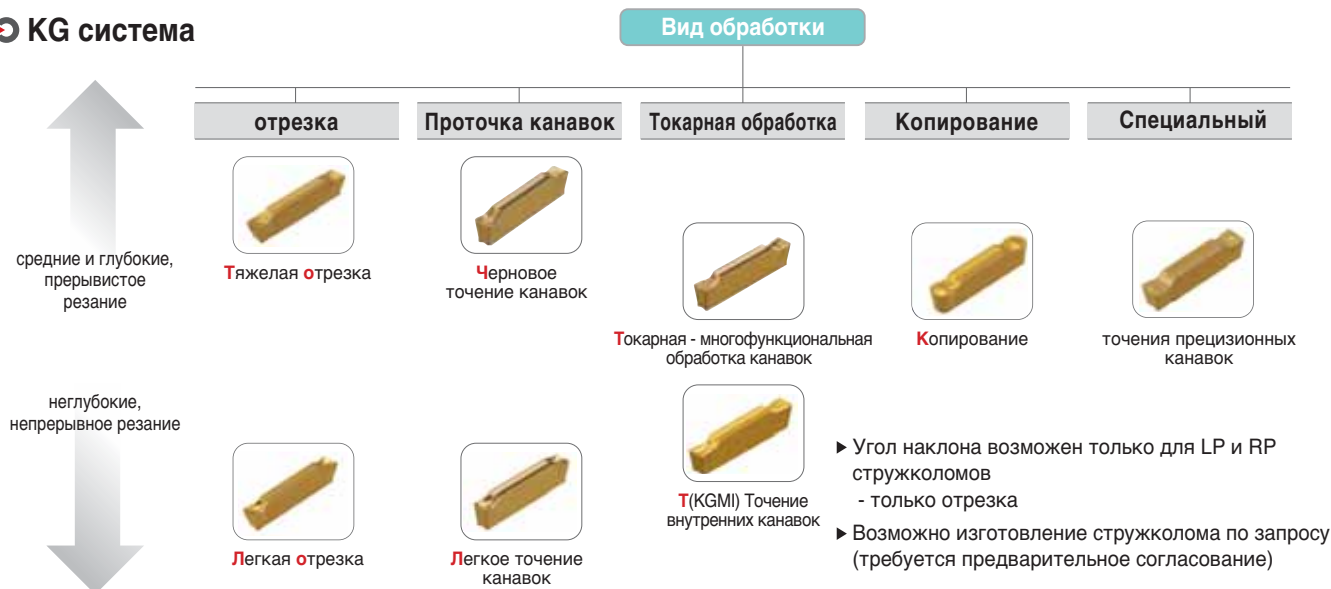 KG система
Вид обработки
отрезка
Проточка канавок
Токарная обработка
Копирование
Специальный
средние и глубокие,
прерывистое
резание
Тяжелая отрезка
Черновое
точение канавок
Токарная - многофункциональная
обработка канавок
Копирование
точения прецизионных
канавок
неглубокие,
непрерывное резание
Легкая отрезка
Легкое точение
канавок
Т(KGMI) Точение
внутренних канавок
▶ Угол наклона возможен только для LP и RP
стружколомов
- только отрезка
▶ Возможно изготовление стружколома по запросу
(требуется предварительное согласование)